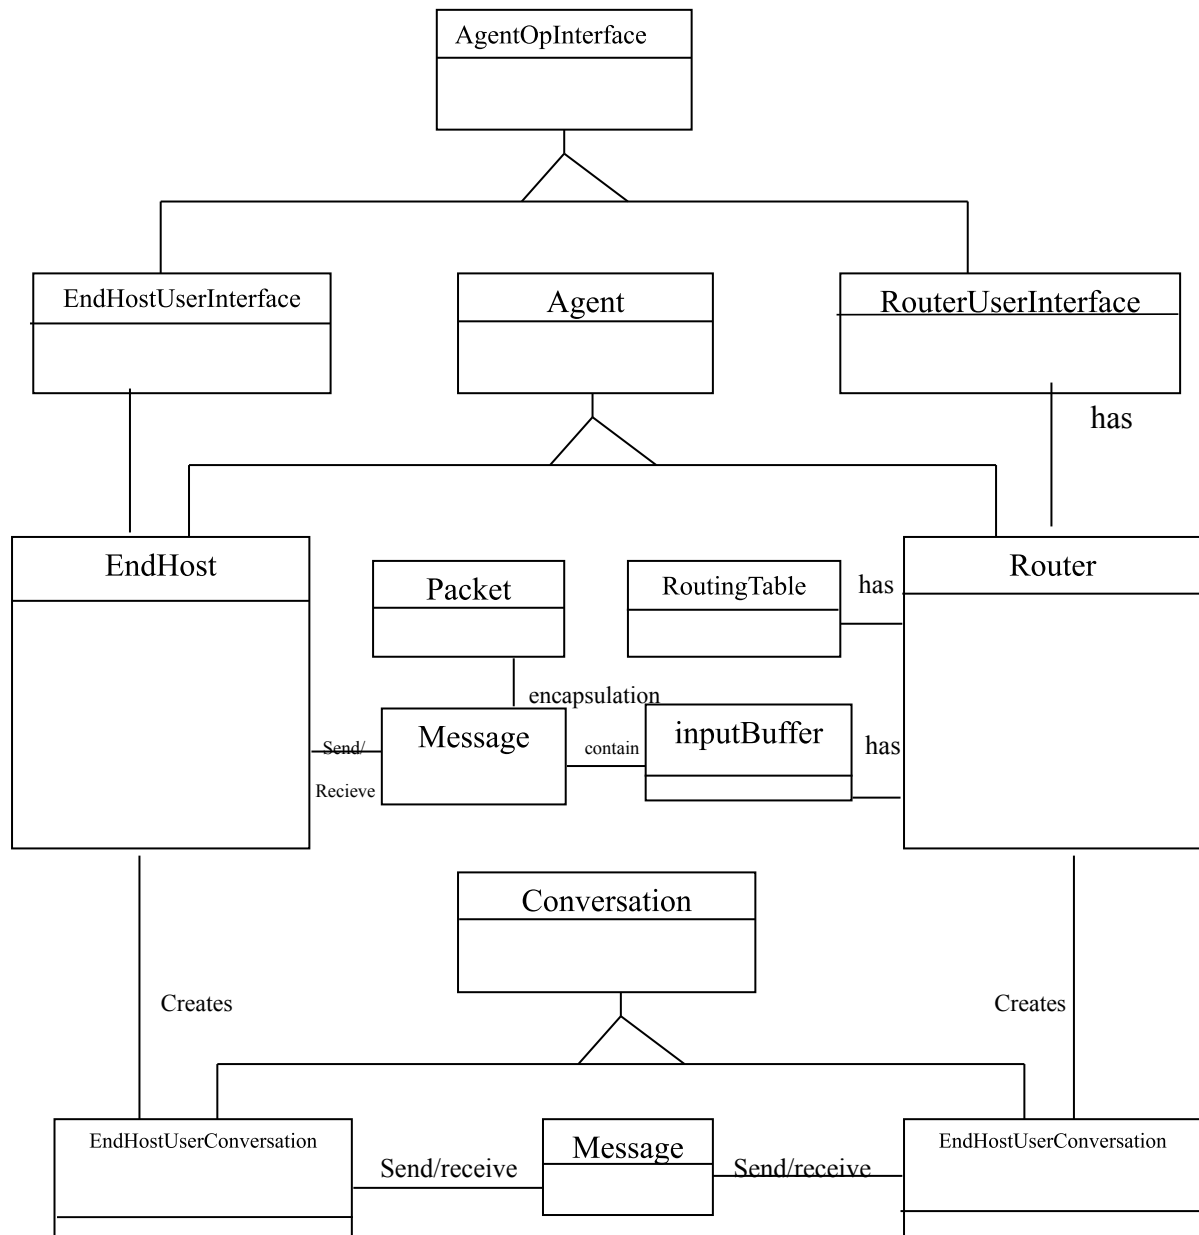 AgentOpInterface
EndHostUserInterface
Agent
RouterUserInterface
has
EndHost
Packet
RoutingTable
has
Router
encapsulation
Send/
Recieve
Message
contain
inputBuffer
has
Conversation
Creates
Creates
EndHostUserConversation
Send/receive
Message
Send/receive
EndHostUserConversation